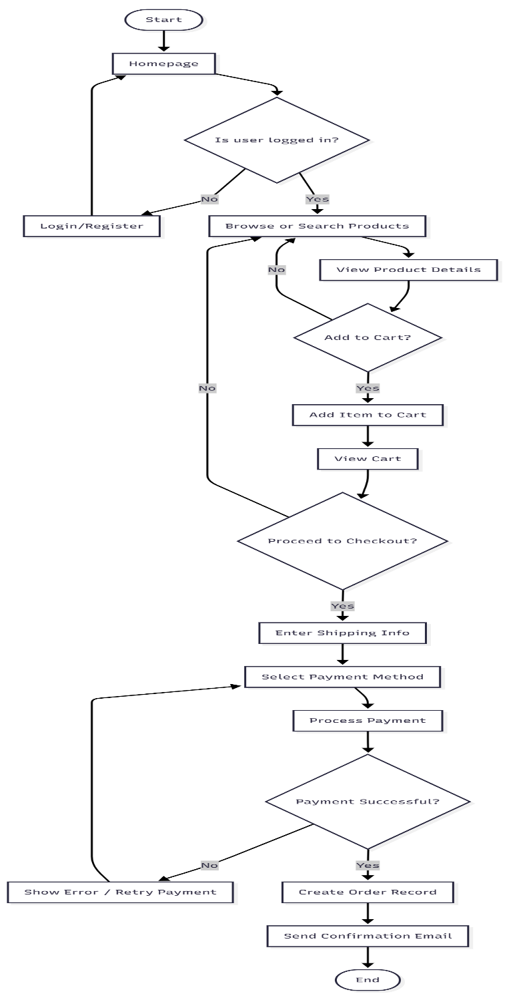 Start
Homepage
Is user logged in?
No
Yes
Login/Register
Browse or Search Products
No
View Product Details
Add to Cart?
No
Yes
Add Item to Cart
View Cart
Proceed to Checkout?
Yes
Enter Shipping Info
Select Payment Method
Process Payment
Payment Successful?
No
Yes
Show Error / Retry Payment
Create Order Record
Send Confirmation Email
End